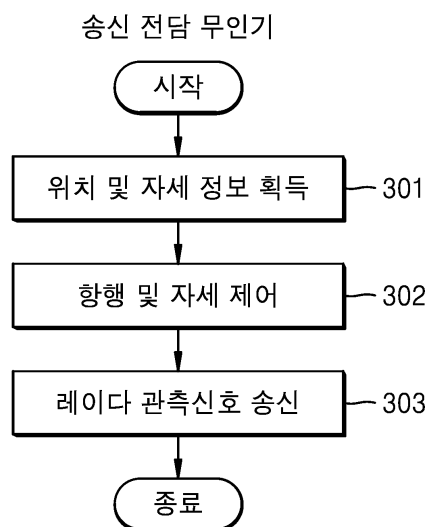 송신 전담 무인기
시작
위치 및 자세 정보 획득
301
항행 및 자세 제어
302
레이다 관측신호 송신
303
종료